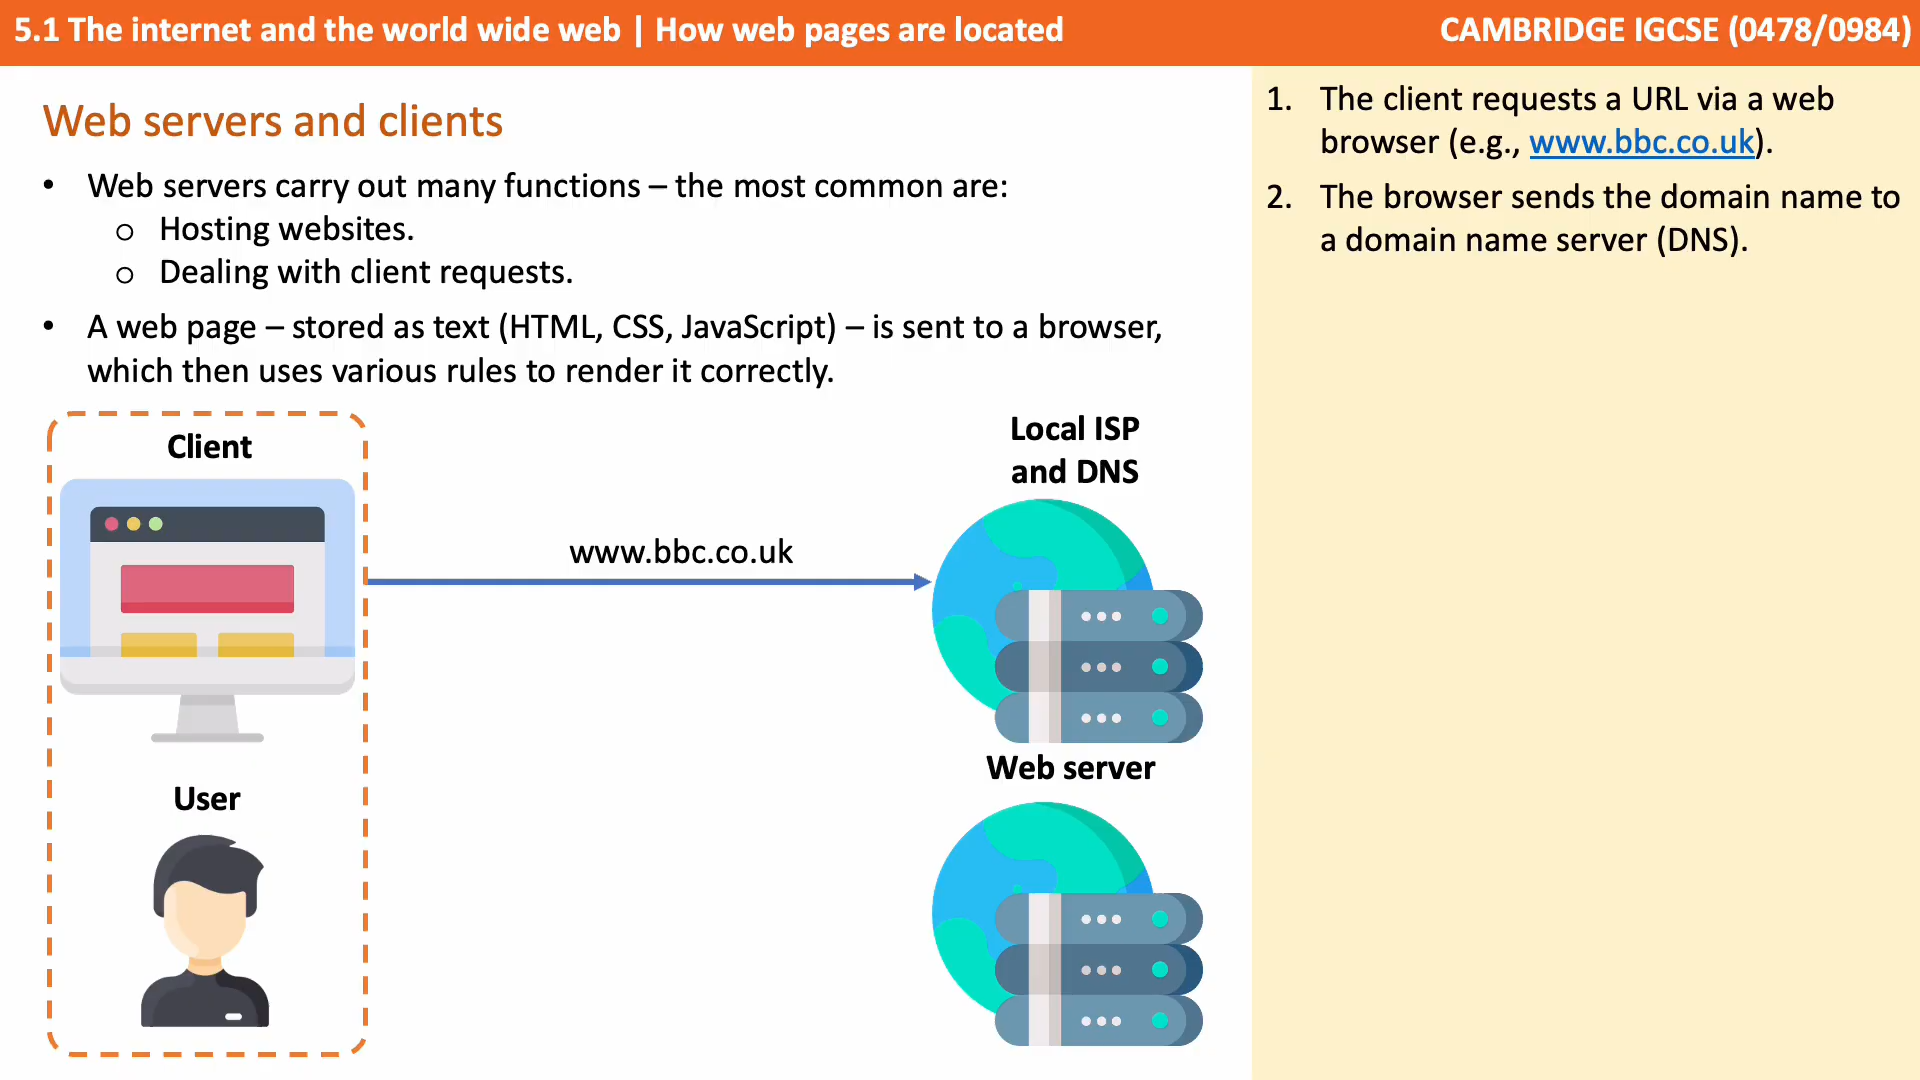 5.1 The internet and the world wide web | How web pages are located
CAMBRIDGE IGCSE (0478/0984)
Web servers and clients
• Web servers carry out many functions – the most common are:
o Hosting websites.
o Dealing with client requests.
• A web page – stored as text (HTML, CSS, JavaScript) – is sent to a browser,
which then uses various rules to render it correctly.
Client
www.bbc.co.uk
Local ISP
and DNS
Web server
User
1. The client requests a URL via a web
browser (e.g., www.bbc.co.uk).
2. The browser sends the domain name to
a domain name server (DNS).